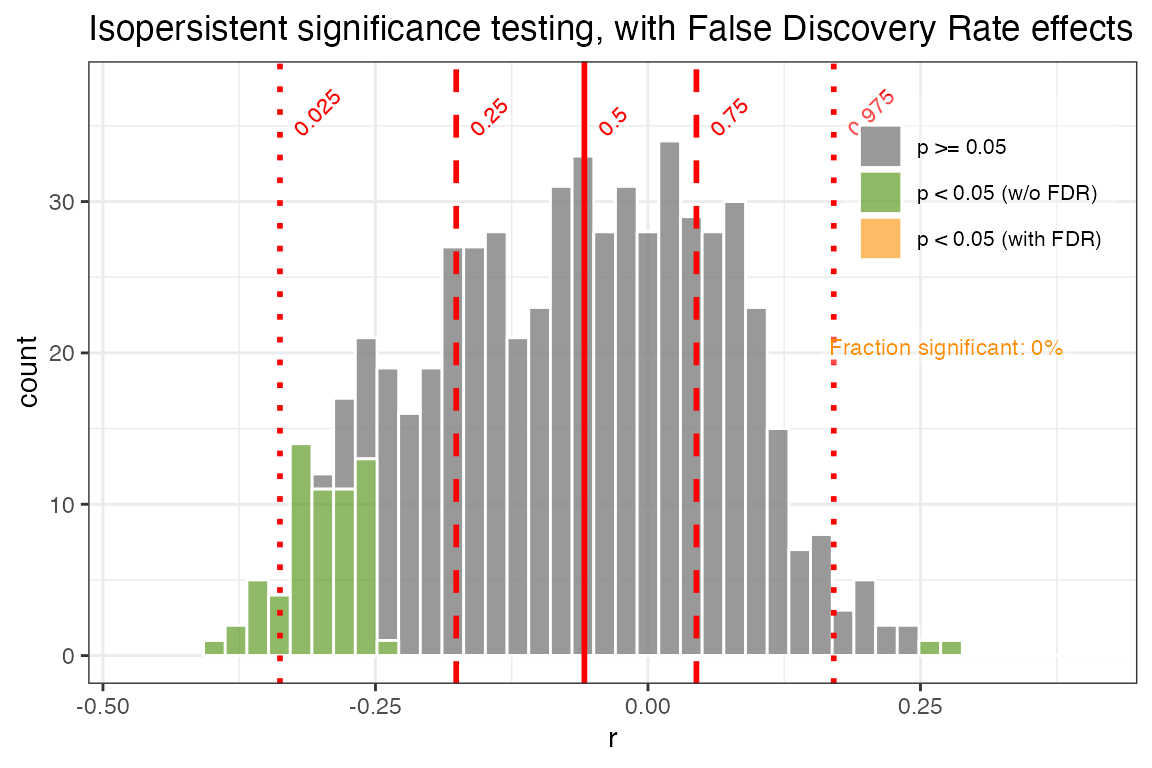 Isopersistent significance testing, with False Discovery Rate effects
0.025
0.25
0.5
0.75
0.975
p >= 0.05
p < 0.05 (w/o FDR)
p < 0.05 (with FDR)
Fraction significant: 0%
count
30
20
10
0
-0.50
-0.25
0.00
0.25
r